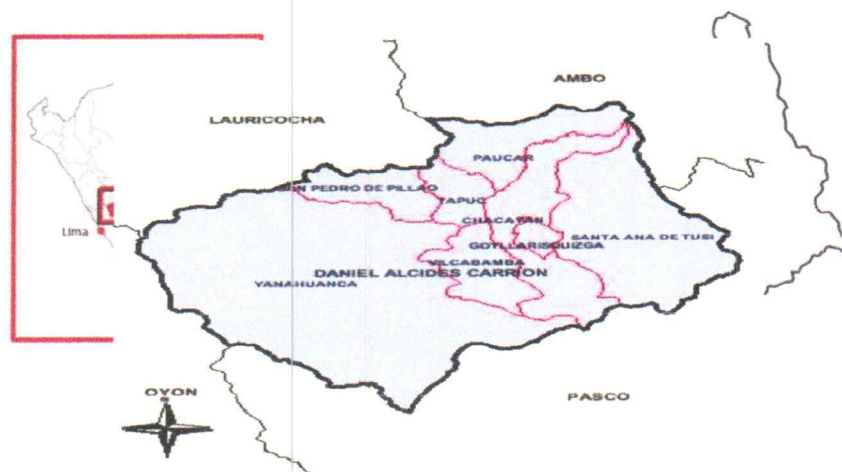 AMBO
LAURICOCHA
PAUCAR
SAN PEDRO DE PILLAO
TAPUC
CHACAYAN
Lima
SANTA ANA DE TUSI
GOYLLARISQUIZGA
VILCABAMBA
DANIEL ALCIDES CARRION
YANAHUANCA
OYON
PASCO